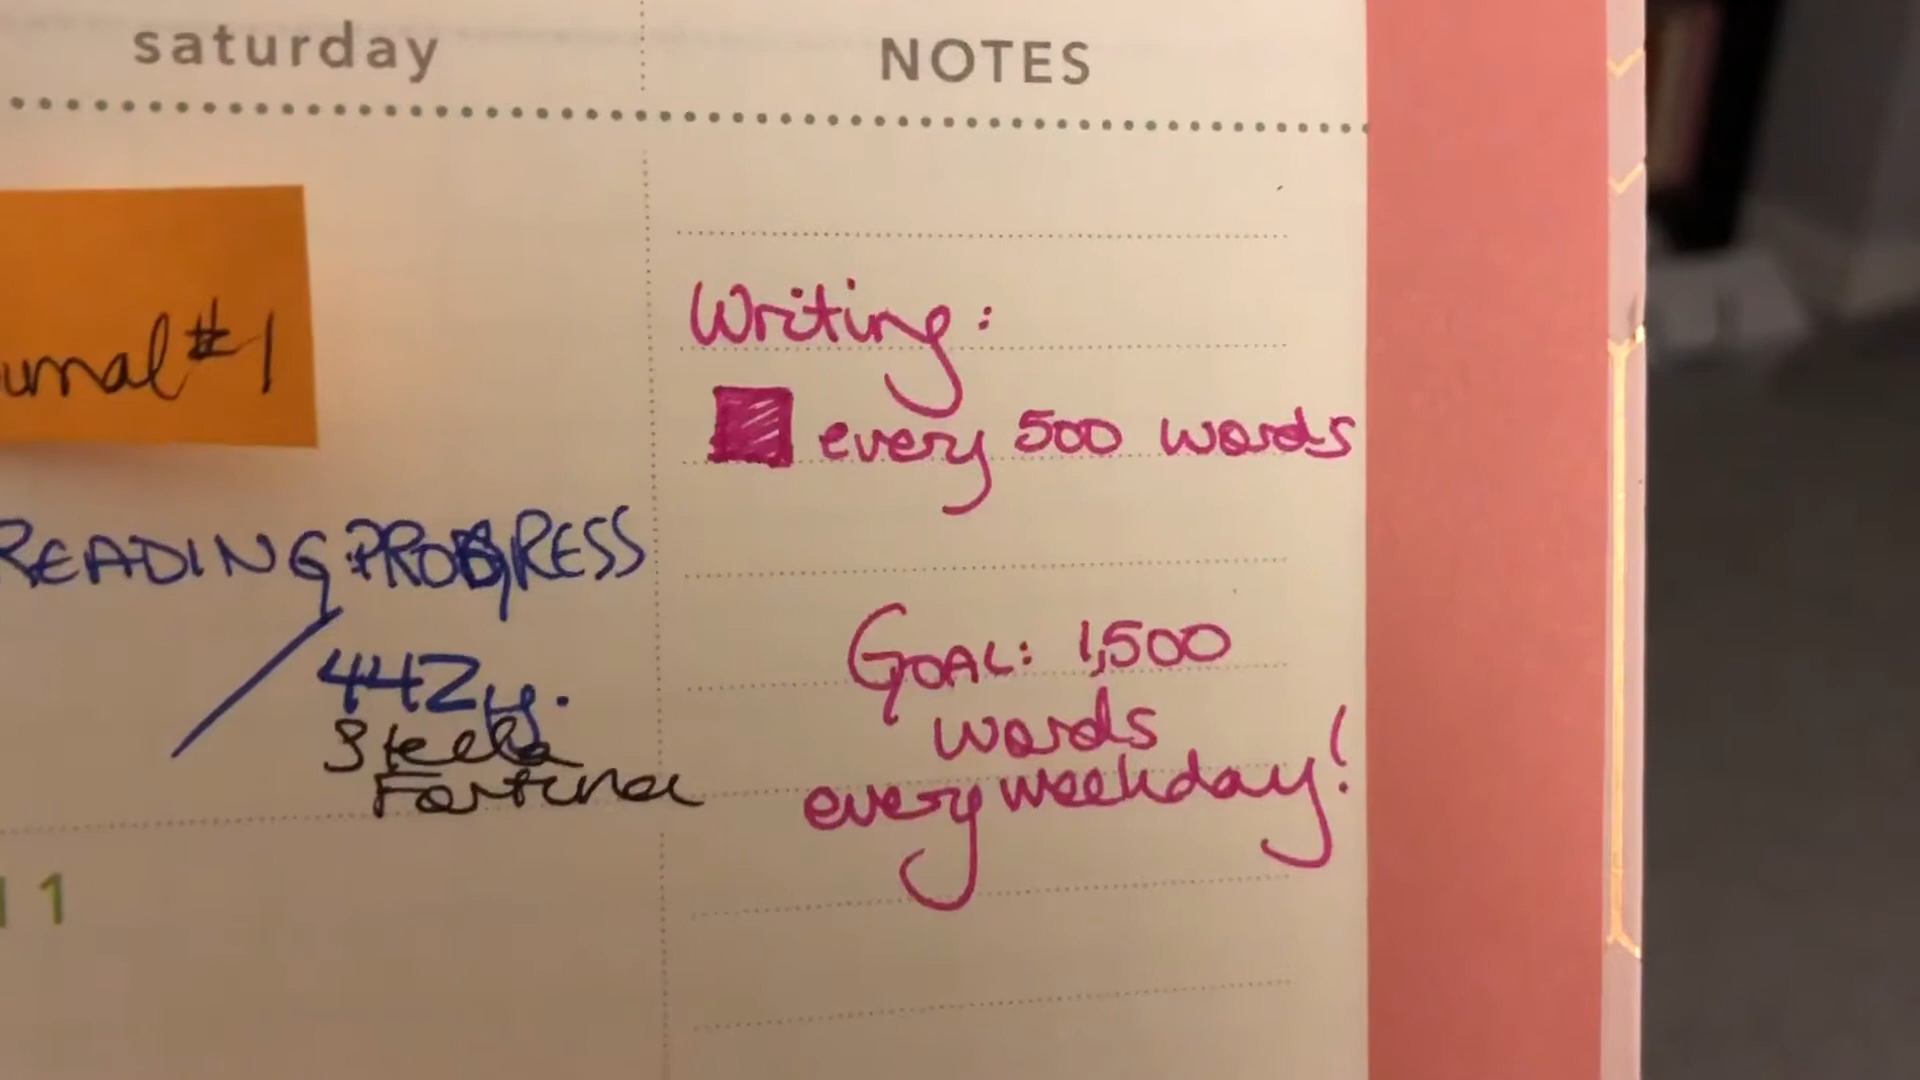 saturday
NOTES
urnal #1
READING PROGRESS
442 y.
Stella
Fortuna
11
Writing:
every 500 words
GOAL: 1,500
words
every weekday!